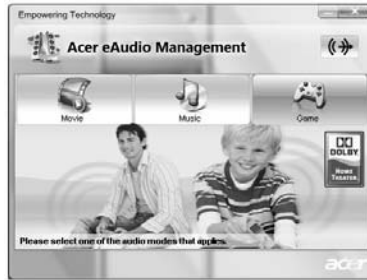 Empowering Technology
Acer eAudio Management
Movie
Music
Game
DOLBY
HOME
THEATER
Please select one of the audio modes that apples.
acer